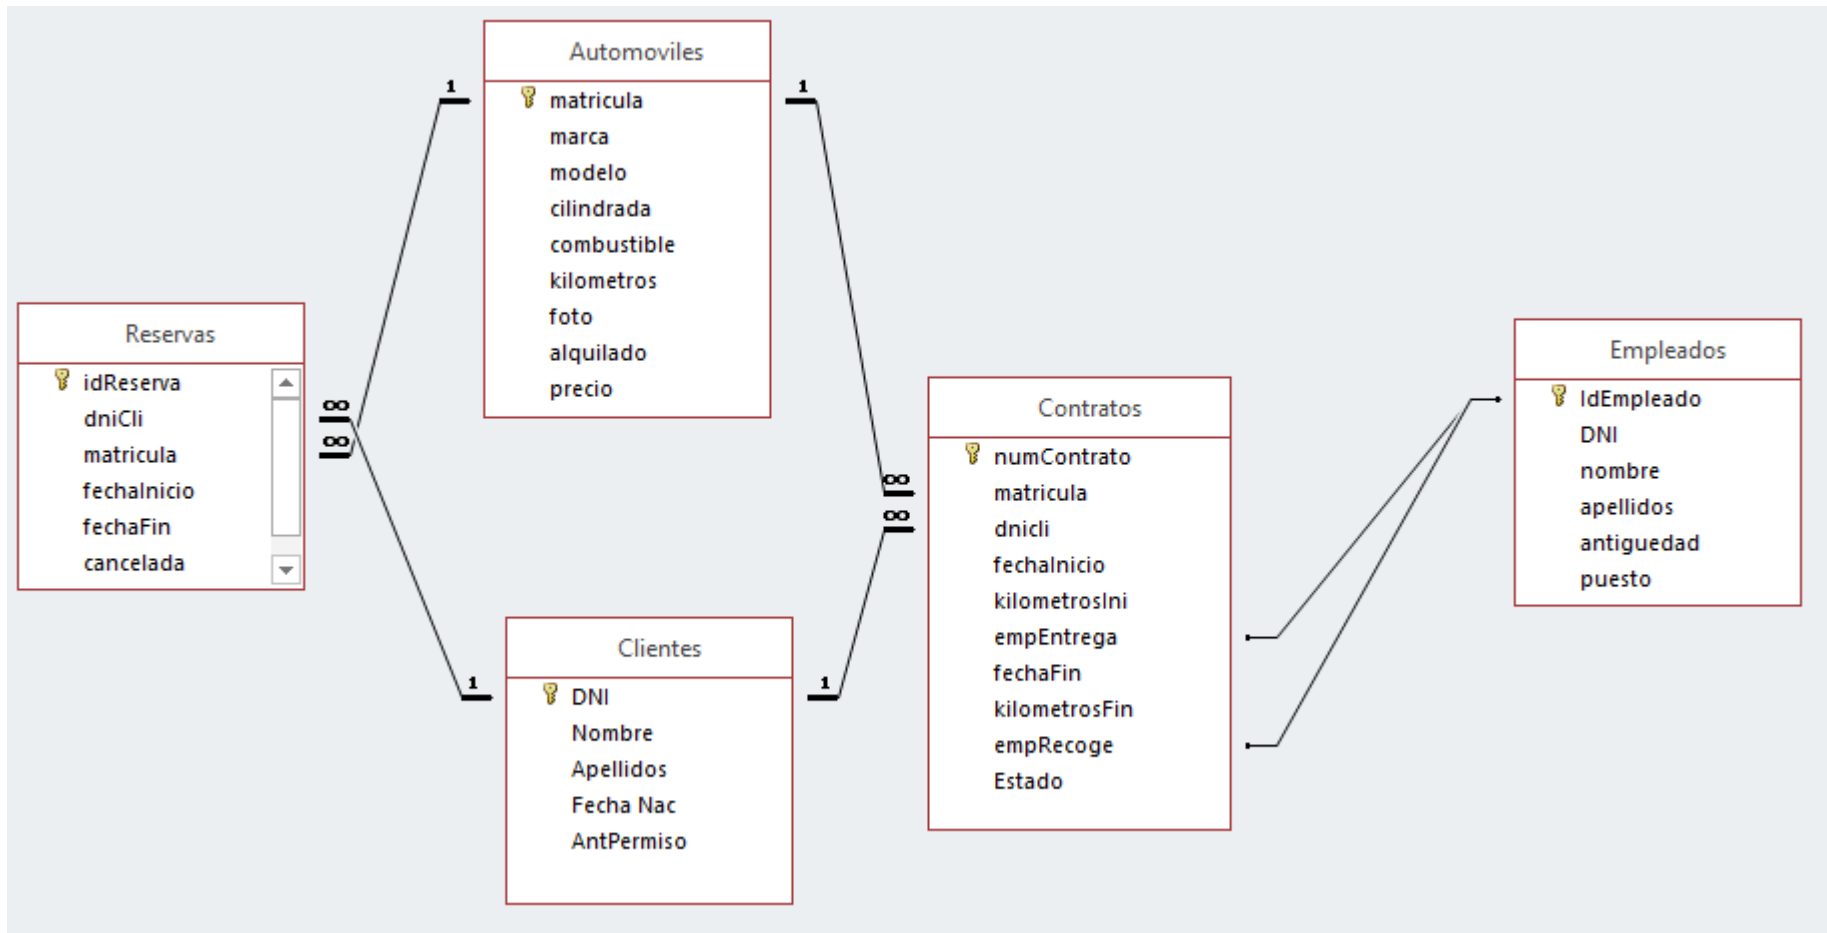 Automoviles
matricula
marca
modelo
cilindrada
combustible
kilometros
foto
alquilado
precio
1
1
Reservas
idReserva
dniCli
matricula
fechaInicio
fechaFin
cancelada
∞
∞
Clientes
DNI
Nombre
Apellidos
Fecha Nac
AntPermiso
1
1
Contratos
numContrato
matricula
dnicli
fechaInicio
kilometrosIni
empEntrega
fechaFin
kilometrosFin
empRecoge
Estado
∞
∞
Empleados
IdEmpleado
DNI
nombre
apellidos
antiguedad
puesto